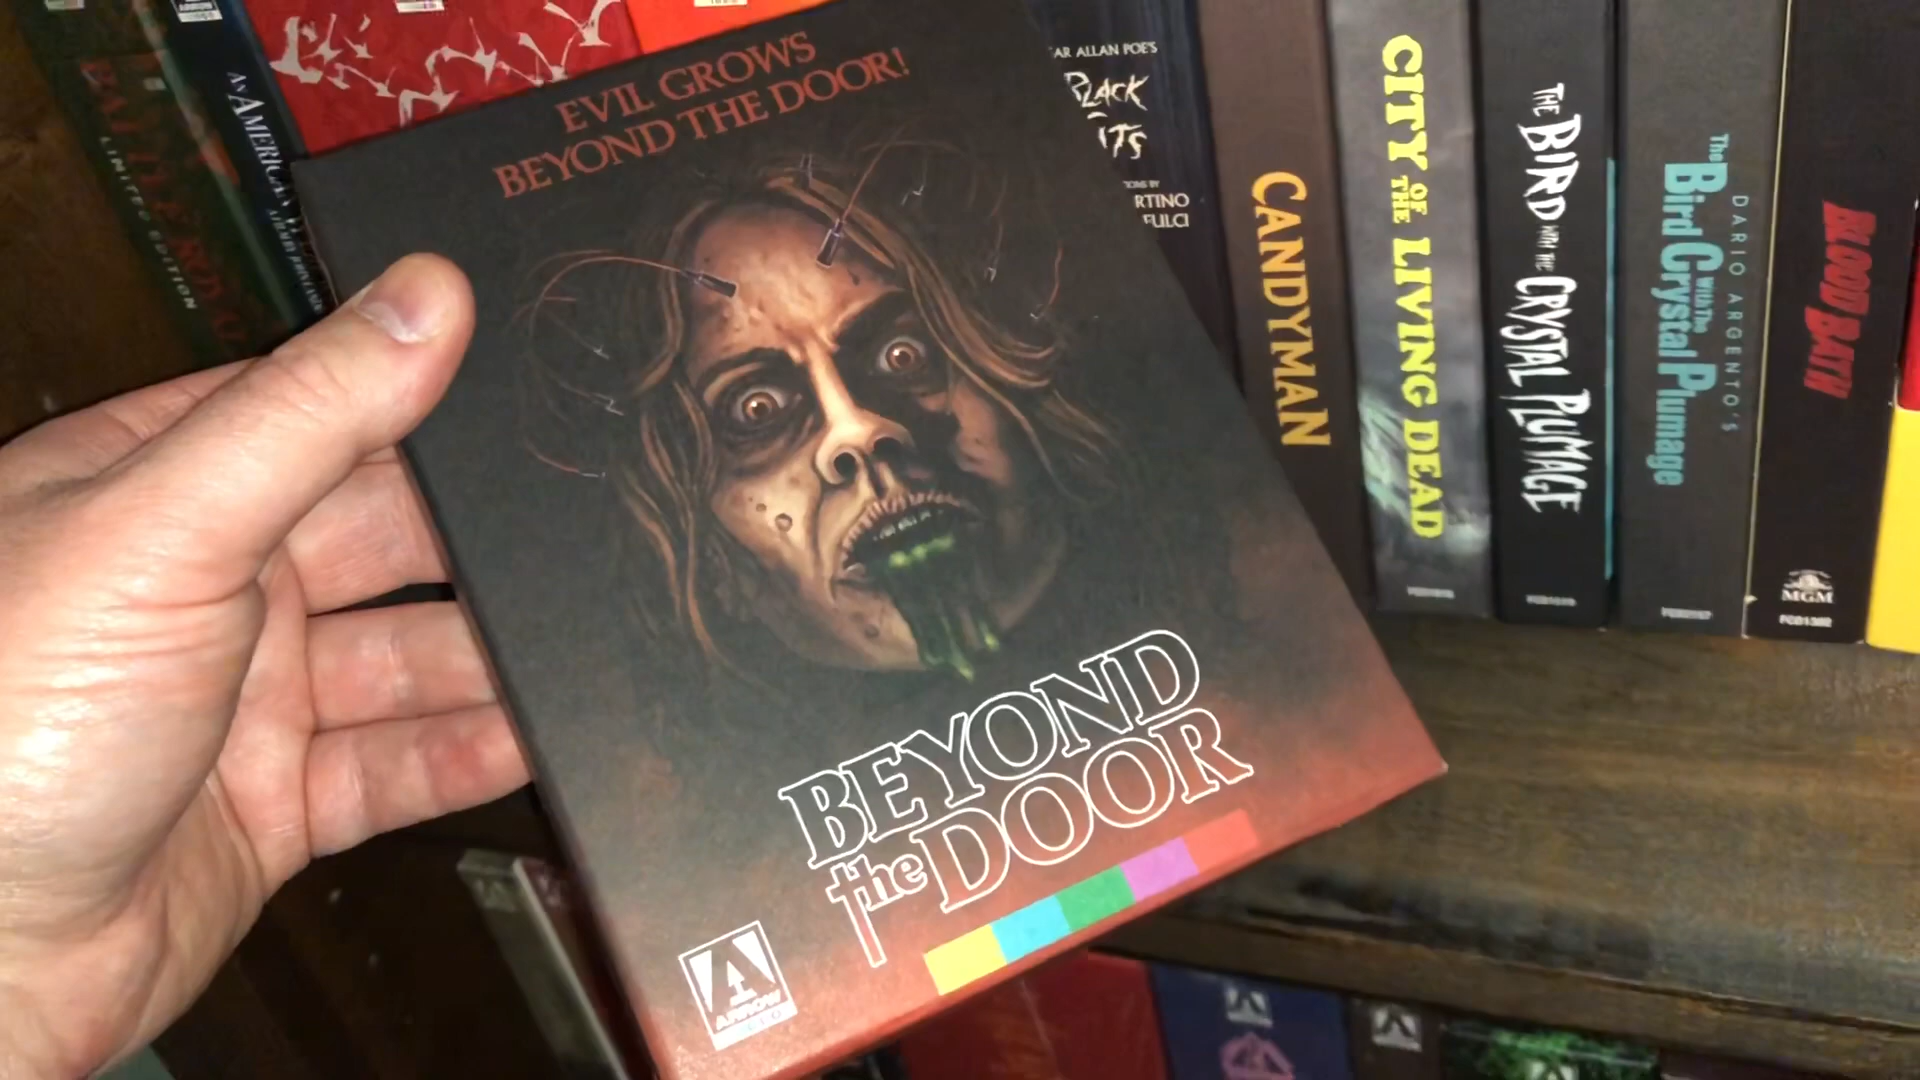 EVIL GROWS
BEYOND THE DOOR!
BEYOND
the DOOR
ARROW
LIMITED EDITION
AN AMERICAN
AR ALLAN POE'S
BLACK
RTINO
FULCI
CANDYMAN
CITY OF THE LIVING DEAD
THE BIRD WITH THE CRYSTAL PLUMAGE
DARIO ARGENTO'S
The Bird with The Crystal Plumage
BLOOD BATH
MGM